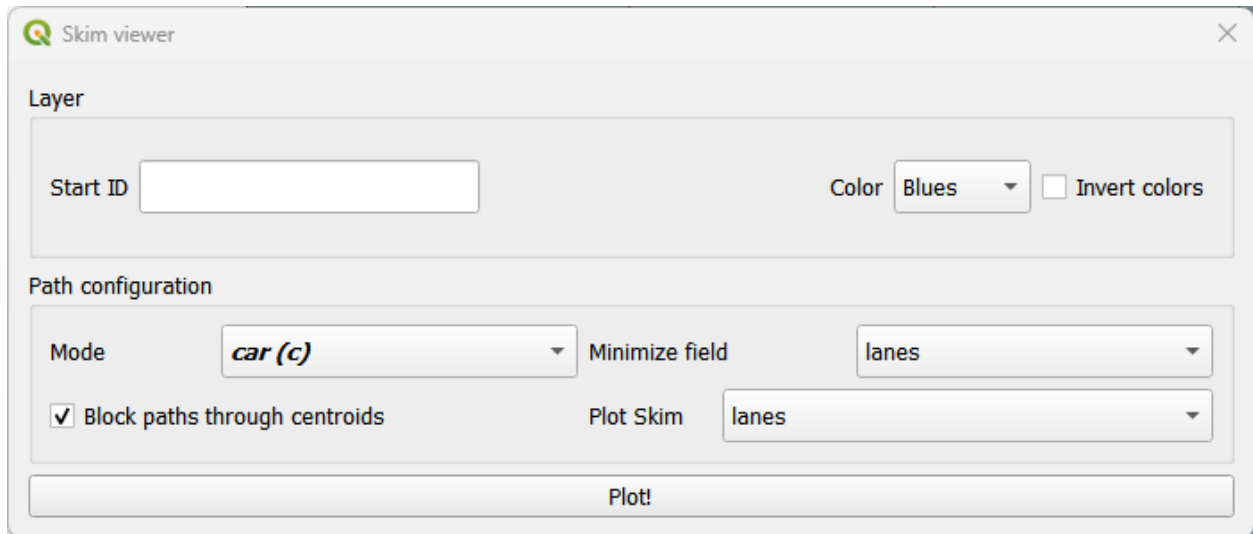 Skim viewer
Layer
Start ID Color Blues Invert colors
Path configuration
Mode car (c) Minimize field lanes
Block paths through centroids Plot Skim lanes
Plot!